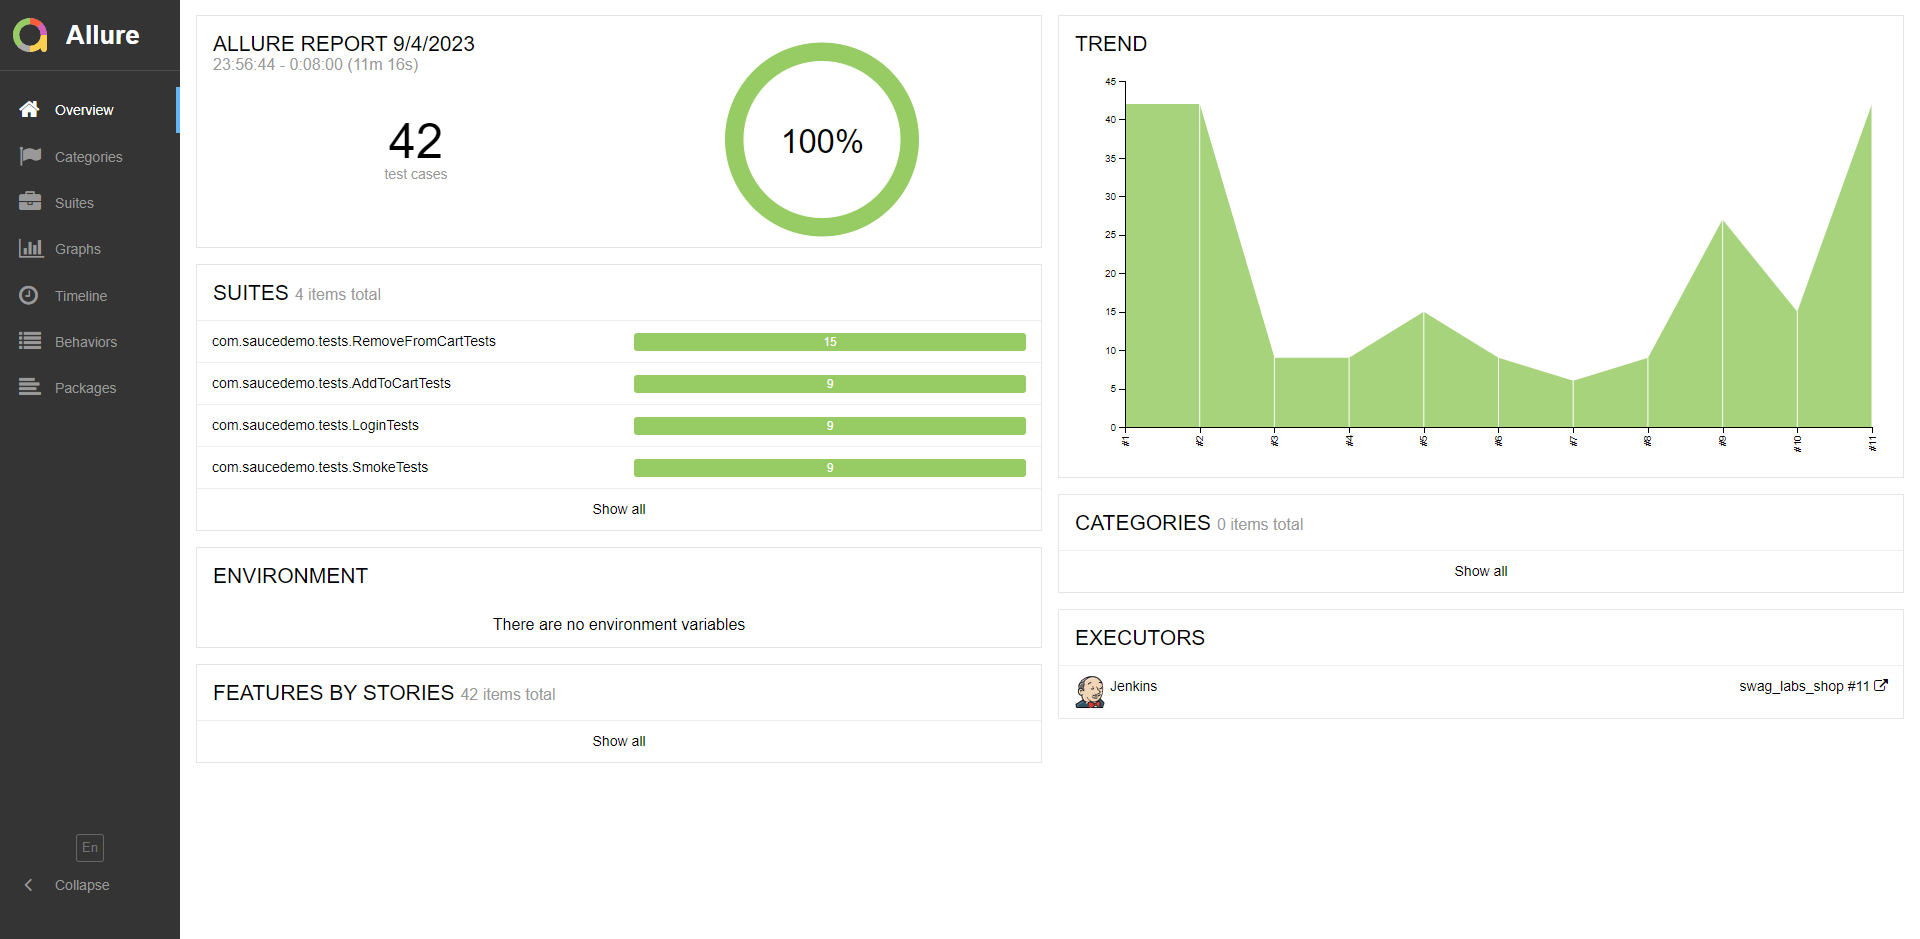 Allure
Overview
Categories
Suites
Graphs
Timeline
Behaviors
Packages
En
Collapse
ALLURE REPORT 9/4/2023
23:56:44 - 0:08:00 (11m 16s)
42
test cases
100%
SUITES 4 items total
com.saucedemo.tests.RemoveFromCartTests 15
com.saucedemo.tests.AddToCartTests 9
com.saucedemo.tests.LoginTests 9
com.saucedemo.tests.SmokeTests 9
Show all
ENVIRONMENT
There are no environment variables
FEATURES BY STORIES 42 items total
Show all
TREND
45
40
35
30
25
20
15
10
5
0
#1 #2 #3 #4 #5 #6 #7 #8 #9 #10 #11
CATEGORIES 0 items total
Show all
EXECUTORS
Jenkins swag_labs_shop #11